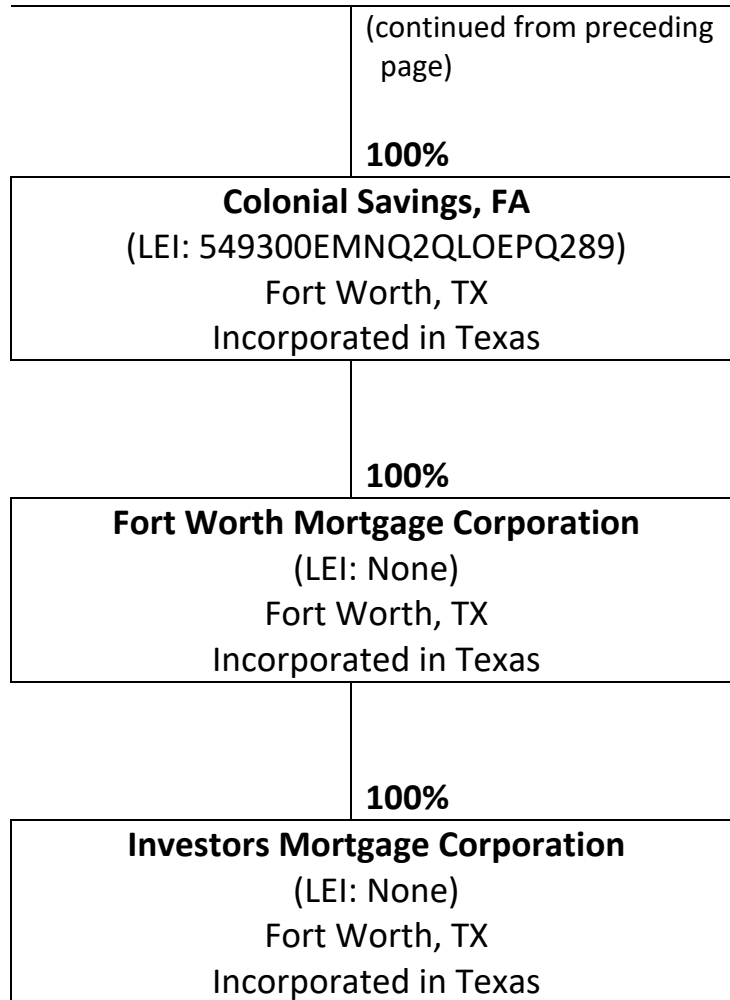 (continued from preceding
page)
100%
Colonial Savings, FA
(LEI: 549300EMNQ2QLOEPQ289)
Fort Worth, TX
Incorporated in Texas
100%
Fort Worth Mortgage Corporation
(LEI: None)
Fort Worth, TX
Incorporated in Texas
100%
Investors Mortgage Corporation
(LEI: None)
Fort Worth, TX
Incorporated in Texas